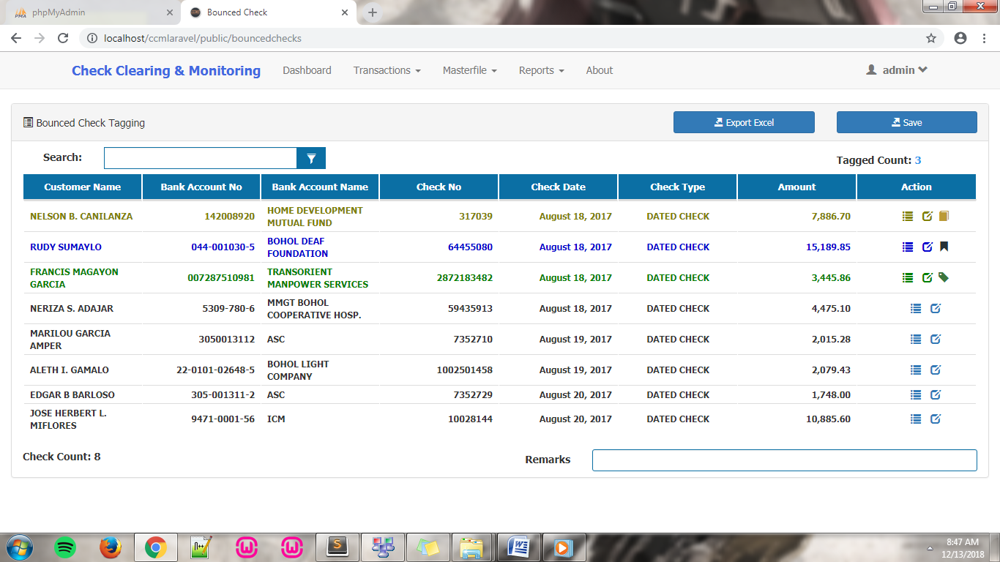 phpMyAdmin
Bounced Check
localhost/ccmlaravel/public/bouncedchecks
Check Clearing & Monitoring Dashboard Transactions Masterfile Reports About admin
Bounced Check Tagging Export Excel Save
Search: Tagged Count: 3
Customer Name Bank Account No Bank Account Name Check No Check Date Check Type Amount Action
NELSON B. CANILANZA 142008920 HOME DEVELOPMENT MUTUAL FUND 317039 August 18, 2017 DATED CHECK 7,886.70
RUDY SUMAYLO 044-001030-5 BOHOL DEAF FOUNDATION 64455080 August 18, 2017 DATED CHECK 15,189.85
FRANCIS MAGAYON GARCIA 007287510981 TRANSORIENT MANPOWER SERVICES 2872183482 August 18, 2017 DATED CHECK 3,445.86
NERIZA S. ADAJAR 5309-780-6 MMGT BOHOL COOPERATIVE HOSP. 59435913 August 18, 2017 DATED CHECK 4,475.10
MARILOU GARCIA AMPER 3050013112 ASC 7352710 August 19, 2017 DATED CHECK 2,015.28
ALETH I. GAMALO 22-0101-02648-5 BOHOL LIGHT COMPANY 1002501458 August 19, 2017 DATED CHECK 2,079.43
EDGAR B BARLOSO 305-001311-2 ASC 7352729 August 20, 2017 DATED CHECK 1,748.00
JOSE HERBERT L. MIFLORES 9471-0001-56 ICM 10028144 August 20, 2017 DATED CHECK 10,885.60
Check Count: 8 Remarks
8:47 AM
12/13/2018